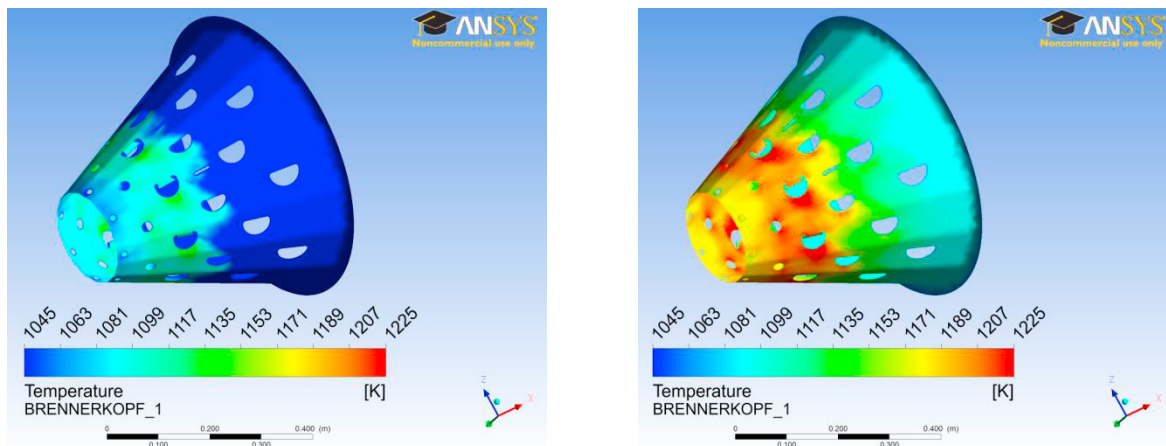 ANSYS
Noncommercial use only
1045 1063 1081 1099 1117 1135 1153 1171 1189 1207 1225
Temperature [K]
BRENNERKOPF_1
0 0.200 0.400 (m)
0.100 0.300
Z
X
ANSYS
Noncommercial use only
1045 1063 1081 1099 1117 1135 1153 1171 1189 1207 1225
Temperature [K]
BRENNERKOPF_1
0 0.200 0.400 (m)
0.100 0.300
Z
X